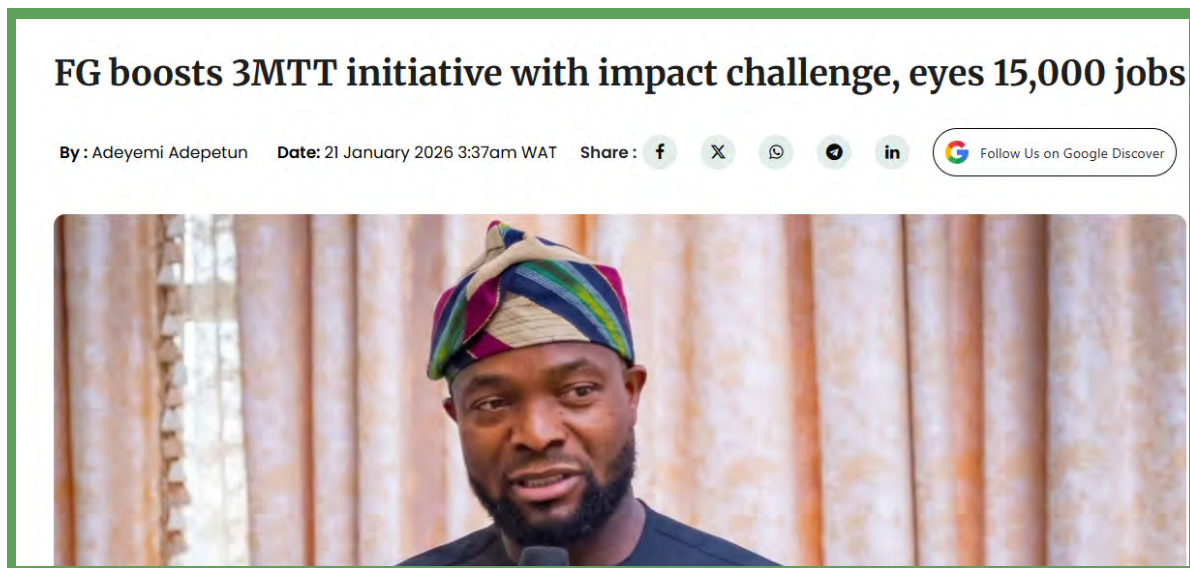 FG boosts 3MTT initiative with impact challenge, eyes 15,000 jobs
By : Adeyemi Adepetun Date: 21 January 2026 3:37am WAT Share : Follow Us on Google Discover